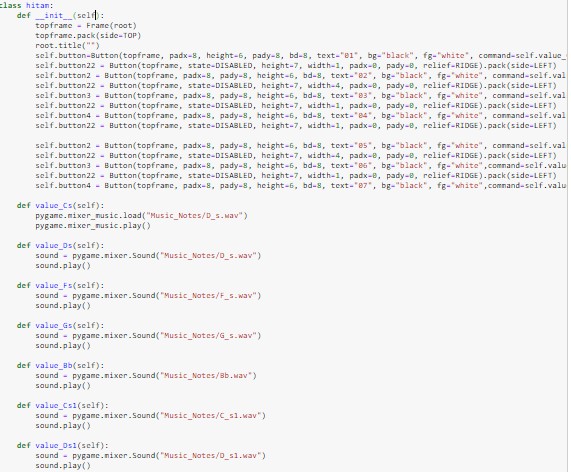 class hitam:
def __init__(self):
topframe = Frame(root)
topframe.pack(side=TOP)
root.title("")
self.button=Button(topframe, padx=8, height=6, pady=8, bd=8, text="01", bg="black", fg="white", command=self.value_
self.button22 = Button(topframe, state=DISABLED, height=7, width=1, padx=0, pady=0, relief=RIDGE).pack(side=LEFT)
self.button2 = Button(topframe, padx=8, pady=8, height=6, bd=8, text="02", bg="black", fg="white", command=self.val
self.button22 = Button(topframe, state=DISABLED, height=7, width=4, padx=0, pady=0, relief=RIDGE).pack(side=LEFT)
self.button3 = Button(topframe, padx=8, pady=8, height=6, bd=8, text="03", bg="black", fg="white", command=self.val
self.button22 = Button(topframe, state=DISABLED, height=7, width=1, padx=0, pady=0, relief=RIDGE).pack(side=LEFT)
self.button4 = Button(topframe, padx=8, pady=8, height=6, bd=8, text="04", bg="black", fg="white", command=self.val
self.button22 = Button(topframe, state=DISABLED, height=7, width=1, padx=0, pady=0, relief=RIDGE).pack(side=LEFT)
self.button2 = Button(topframe, padx=8, pady=8, height=6, bd=8, text="05", bg="black", fg="white", command=self.val
self.button22 = Button(topframe, state=DISABLED, height=7, width=4, padx=0, pady=0, relief=RIDGE).pack(side=LEFT)
self.button3 = Button(topframe, padx=8, pady=8, height=6, bd=8, text="06", bg="black", fg="white",command=self.valu
self.button22 = Button(topframe, state=DISABLED, height=7, width=1, padx=0, pady=0, relief=RIDGE).pack(side=LEFT)
self.button4 = Button(topframe, padx=8, pady=8, height=6, bd=8, text="07", bg="black", fg="white",command=self.valu
def value_Cs(self):
pygame.mixer_music.load("Music_Notes/D_s.wav")
pygame.mixer_music.play()
def value_Ds(self):
sound = pygame.mixer.Sound("Music_Notes/D_s.wav")
sound.play()
def value_Fs(self):
sound = pygame.mixer.Sound("Music_Notes/F_s.wav")
sound.play()
def value_Gs(self):
sound = pygame.mixer.Sound("Music_Notes/G_s.wav")
sound.play()
def value_Bb(self):
sound = pygame.mixer.Sound("Music_Notes/Bb.wav")
sound.play()
def value_Cs1(self):
sound = pygame.mixer.Sound("Music_Notes/C_s1.wav")
sound.play()
def value_Ds1(self):
sound = pygame.mixer.Sound("Music_Notes/D_s1.wav")
sound.play()